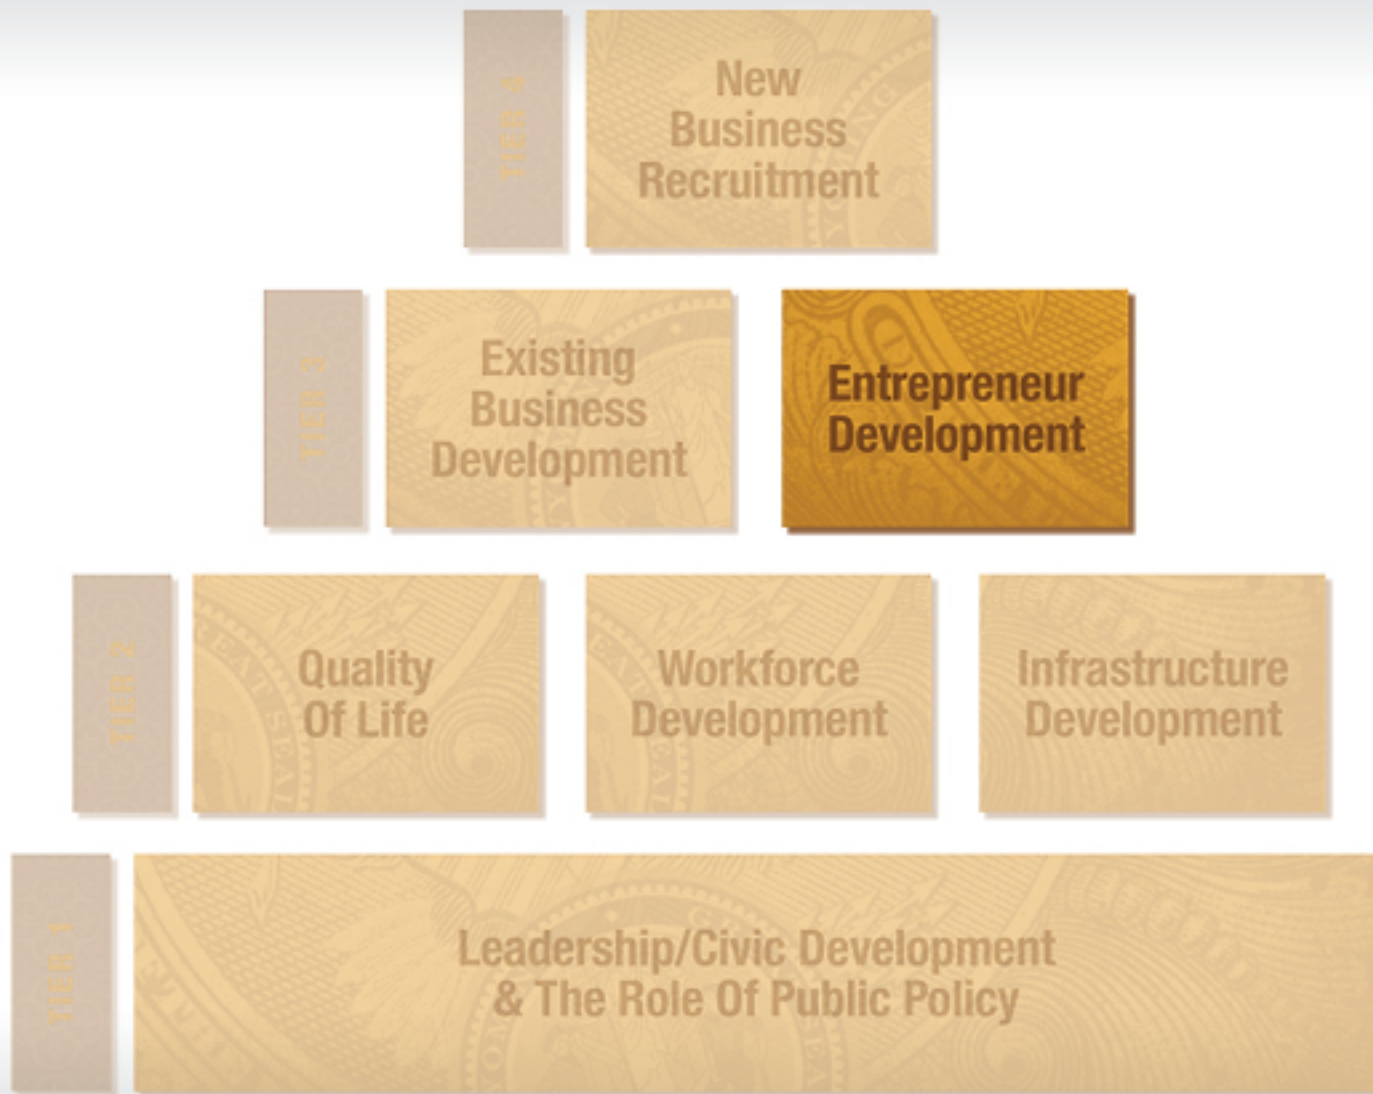 TIER 4
New
Business
Recruitment
TIER 3
Existing
Business
Development
Entrepreneur
Development
TIER 2
Quality
Of Life
Workforce
Development
Infrastructure
Development
TIER 1
Leadership/Civic Development
& The Role Of Public Policy